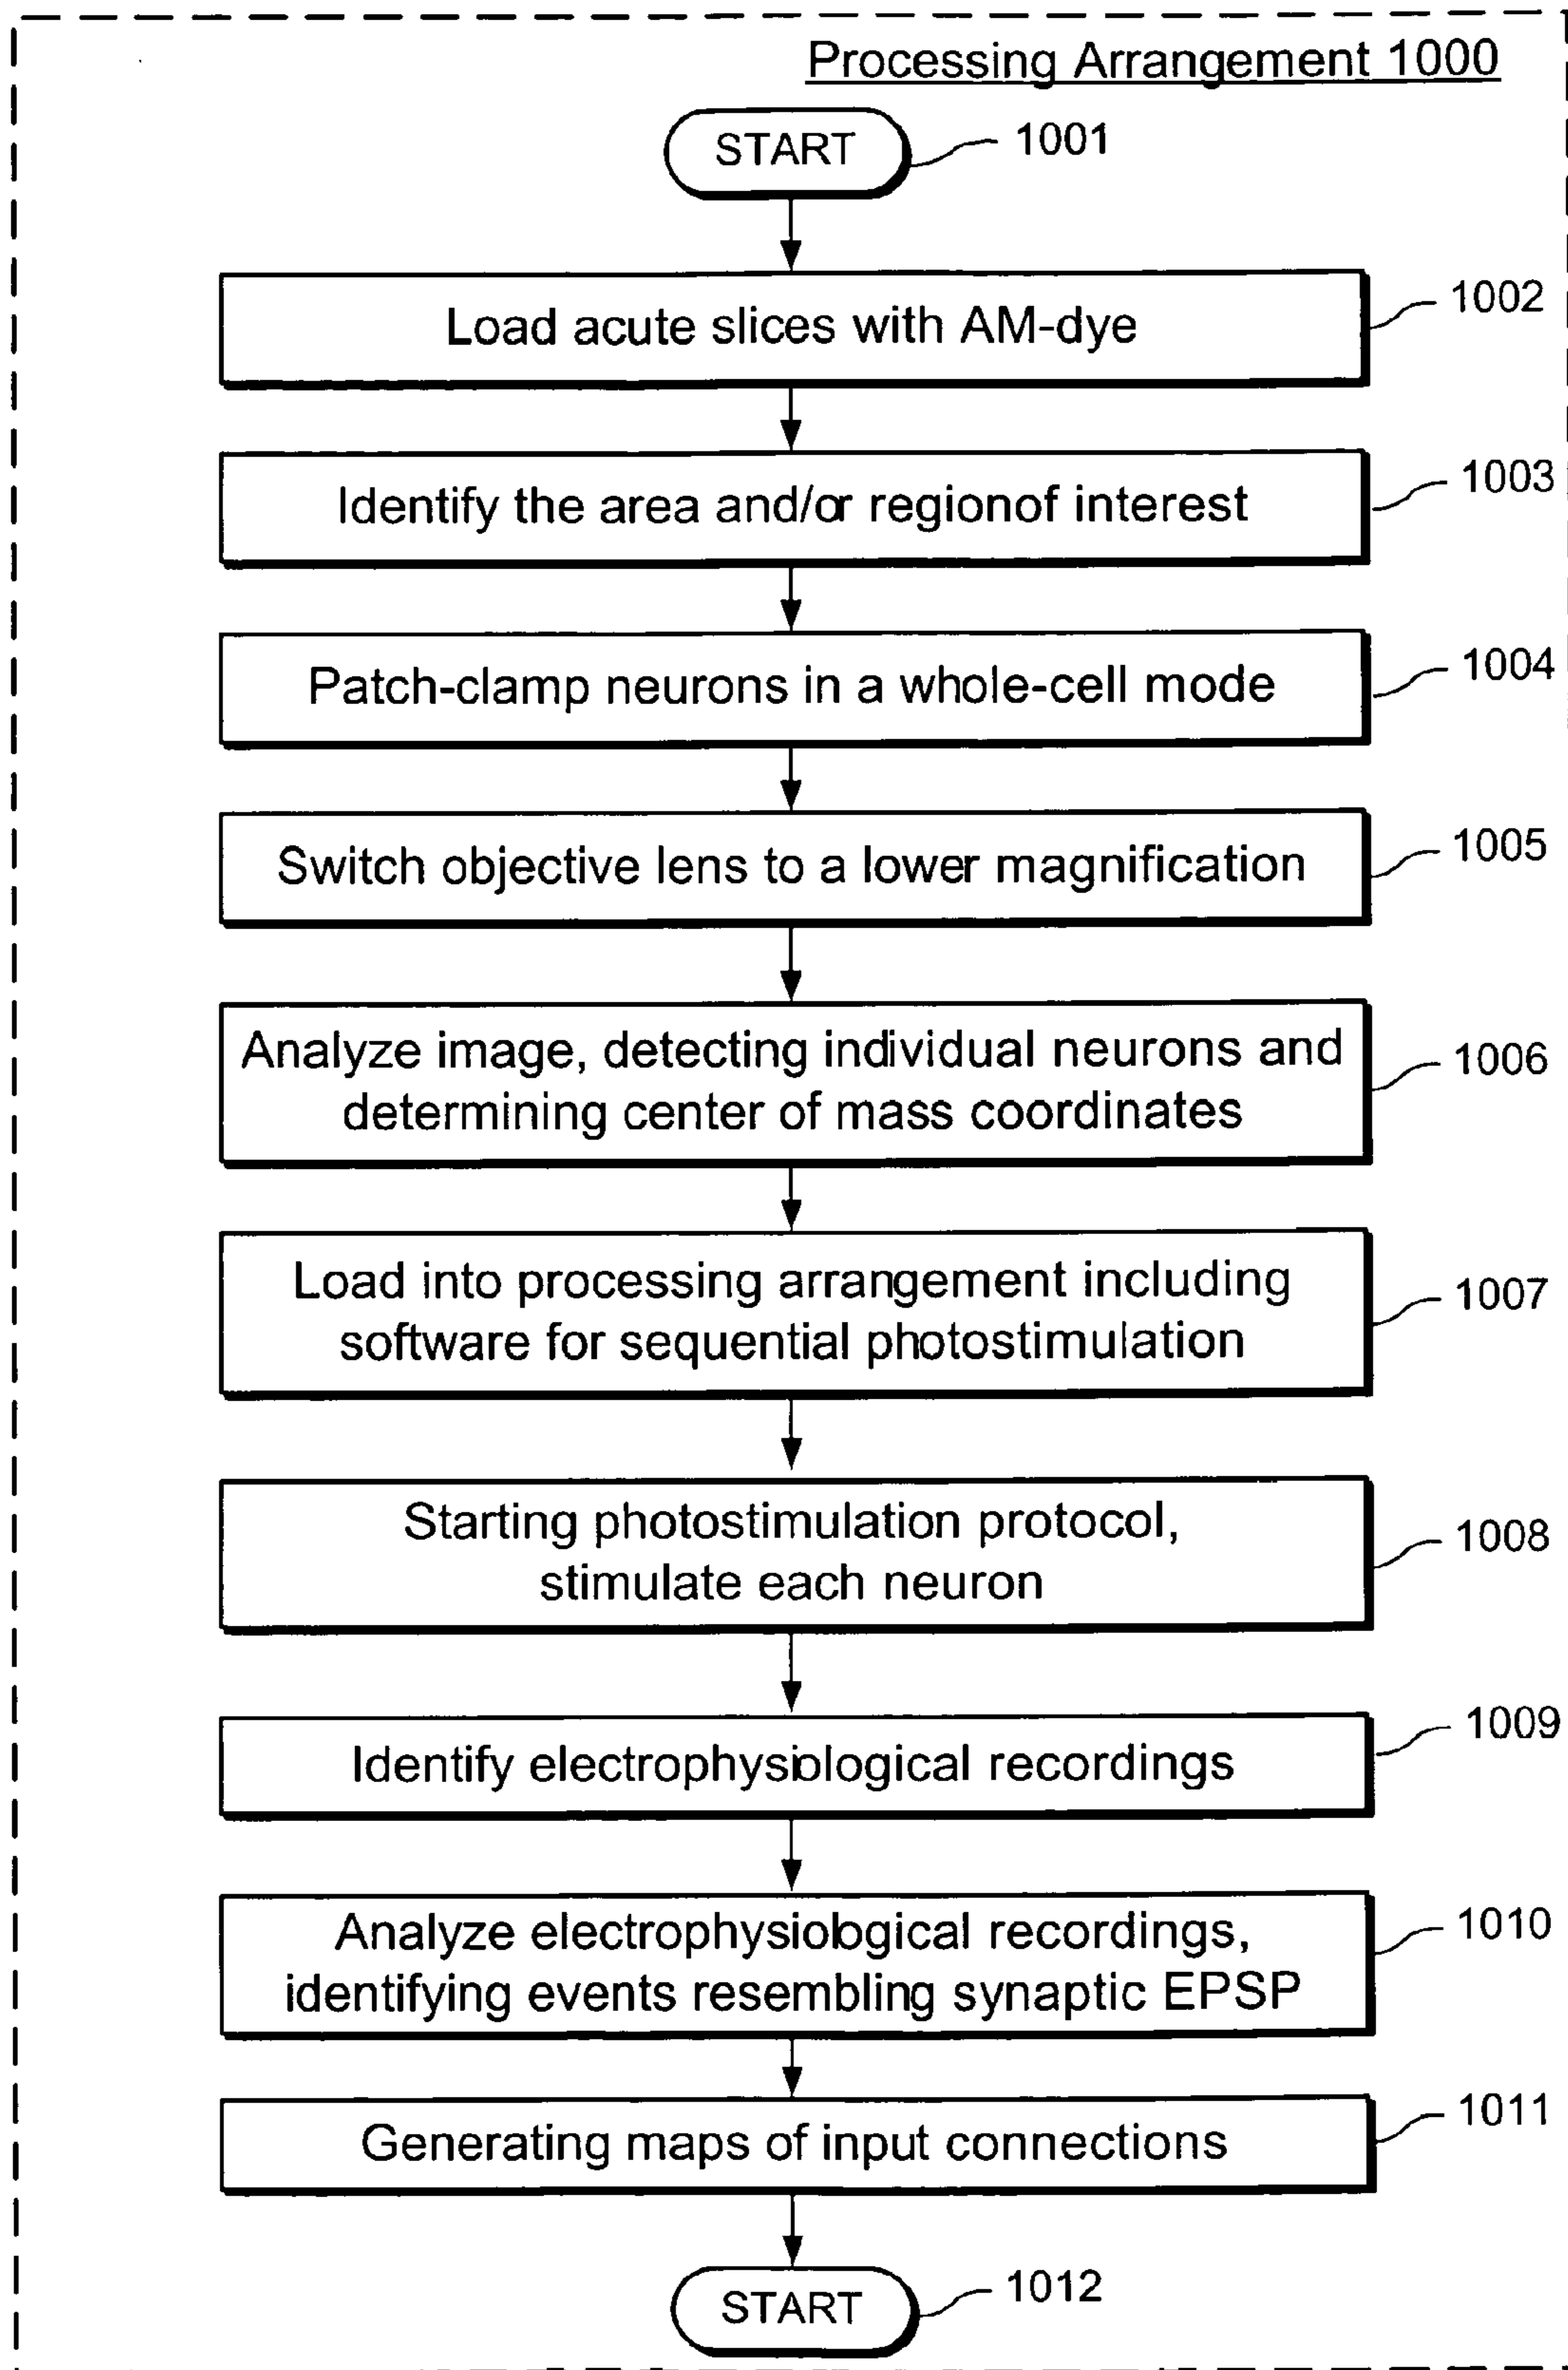 Processing Arrangement 1000
START
1001
Load acute slices with AM-dye
1002
Identify the area and/or regionof interest
1003
Patch-clamp neurons in a whole-cell mode
1004
Switch objective lens to a lower magnification
1005
Analyze image, detecting individual neurons and
determining center of mass coordinates
1006
Load into processing arrangement including
software for sequential photostimulation
1007
Starting photostimulation protocol,
stimulate each neuron
1008
Identify electrophysiological recordings
1009
Analyze electrophysiological recordings,
identifying events resembling synaptic EPSP
1010
Generating maps of input connections
1011
START
1012